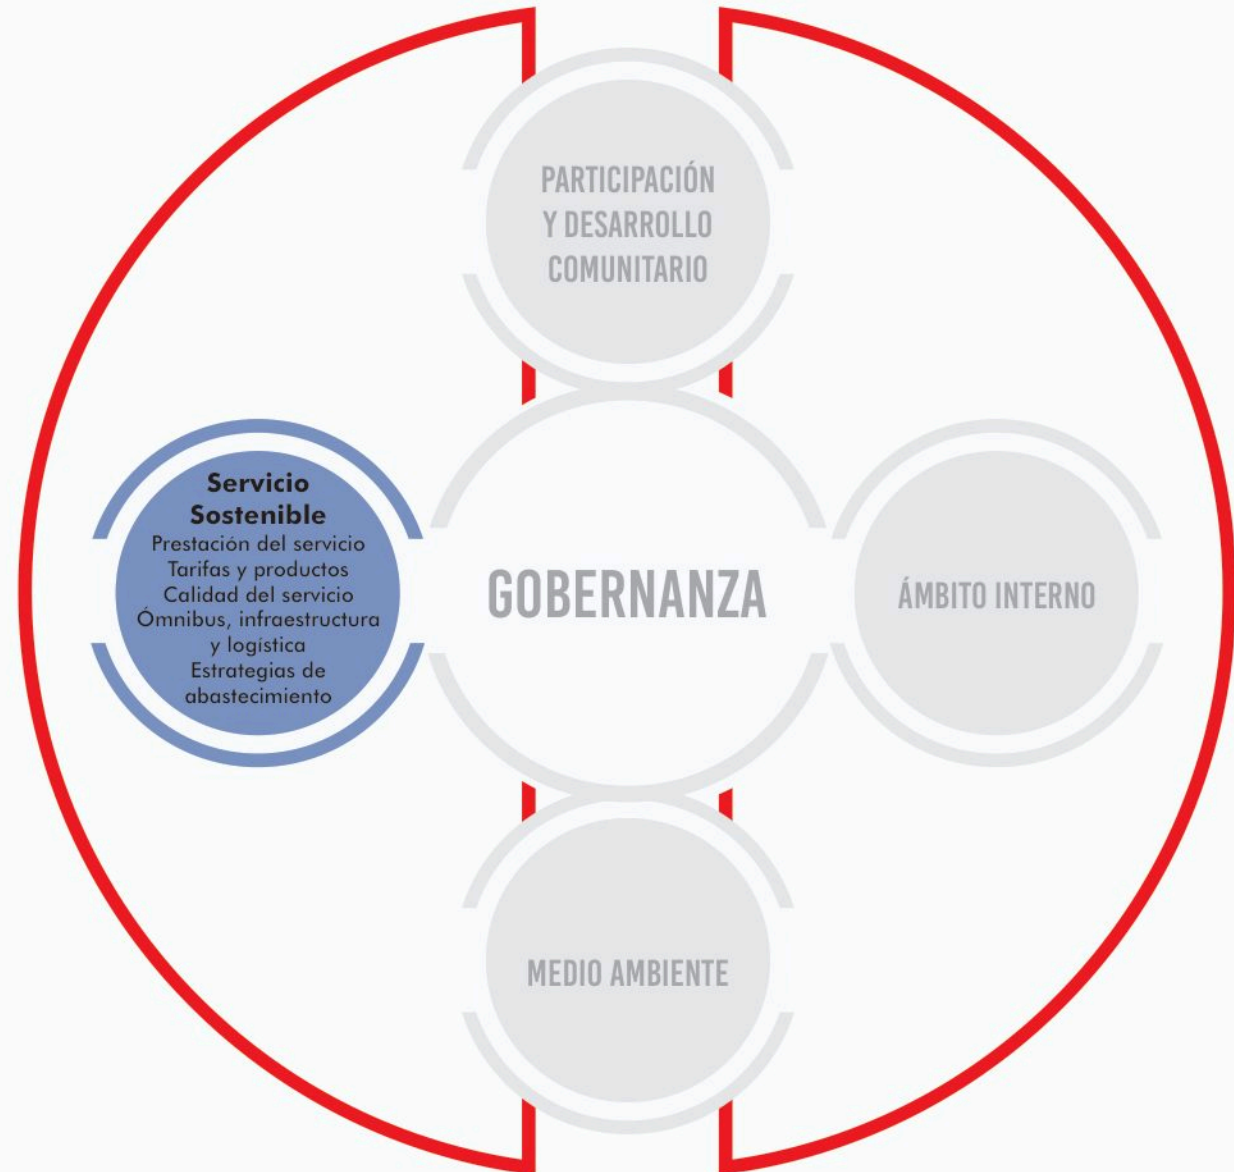 PARTICIPACIÓN
Y DESARROLLO
COMUNITARIO
Servicio
Sostenible
Prestación del servicio
Tarifas y productos
Calidad del servicio
Ómnibus, infraestructura
y logística
Estrategias de
abastecimiento
GOBERNANZA
ÁMBITO INTERNO
MEDIO AMBIENTE